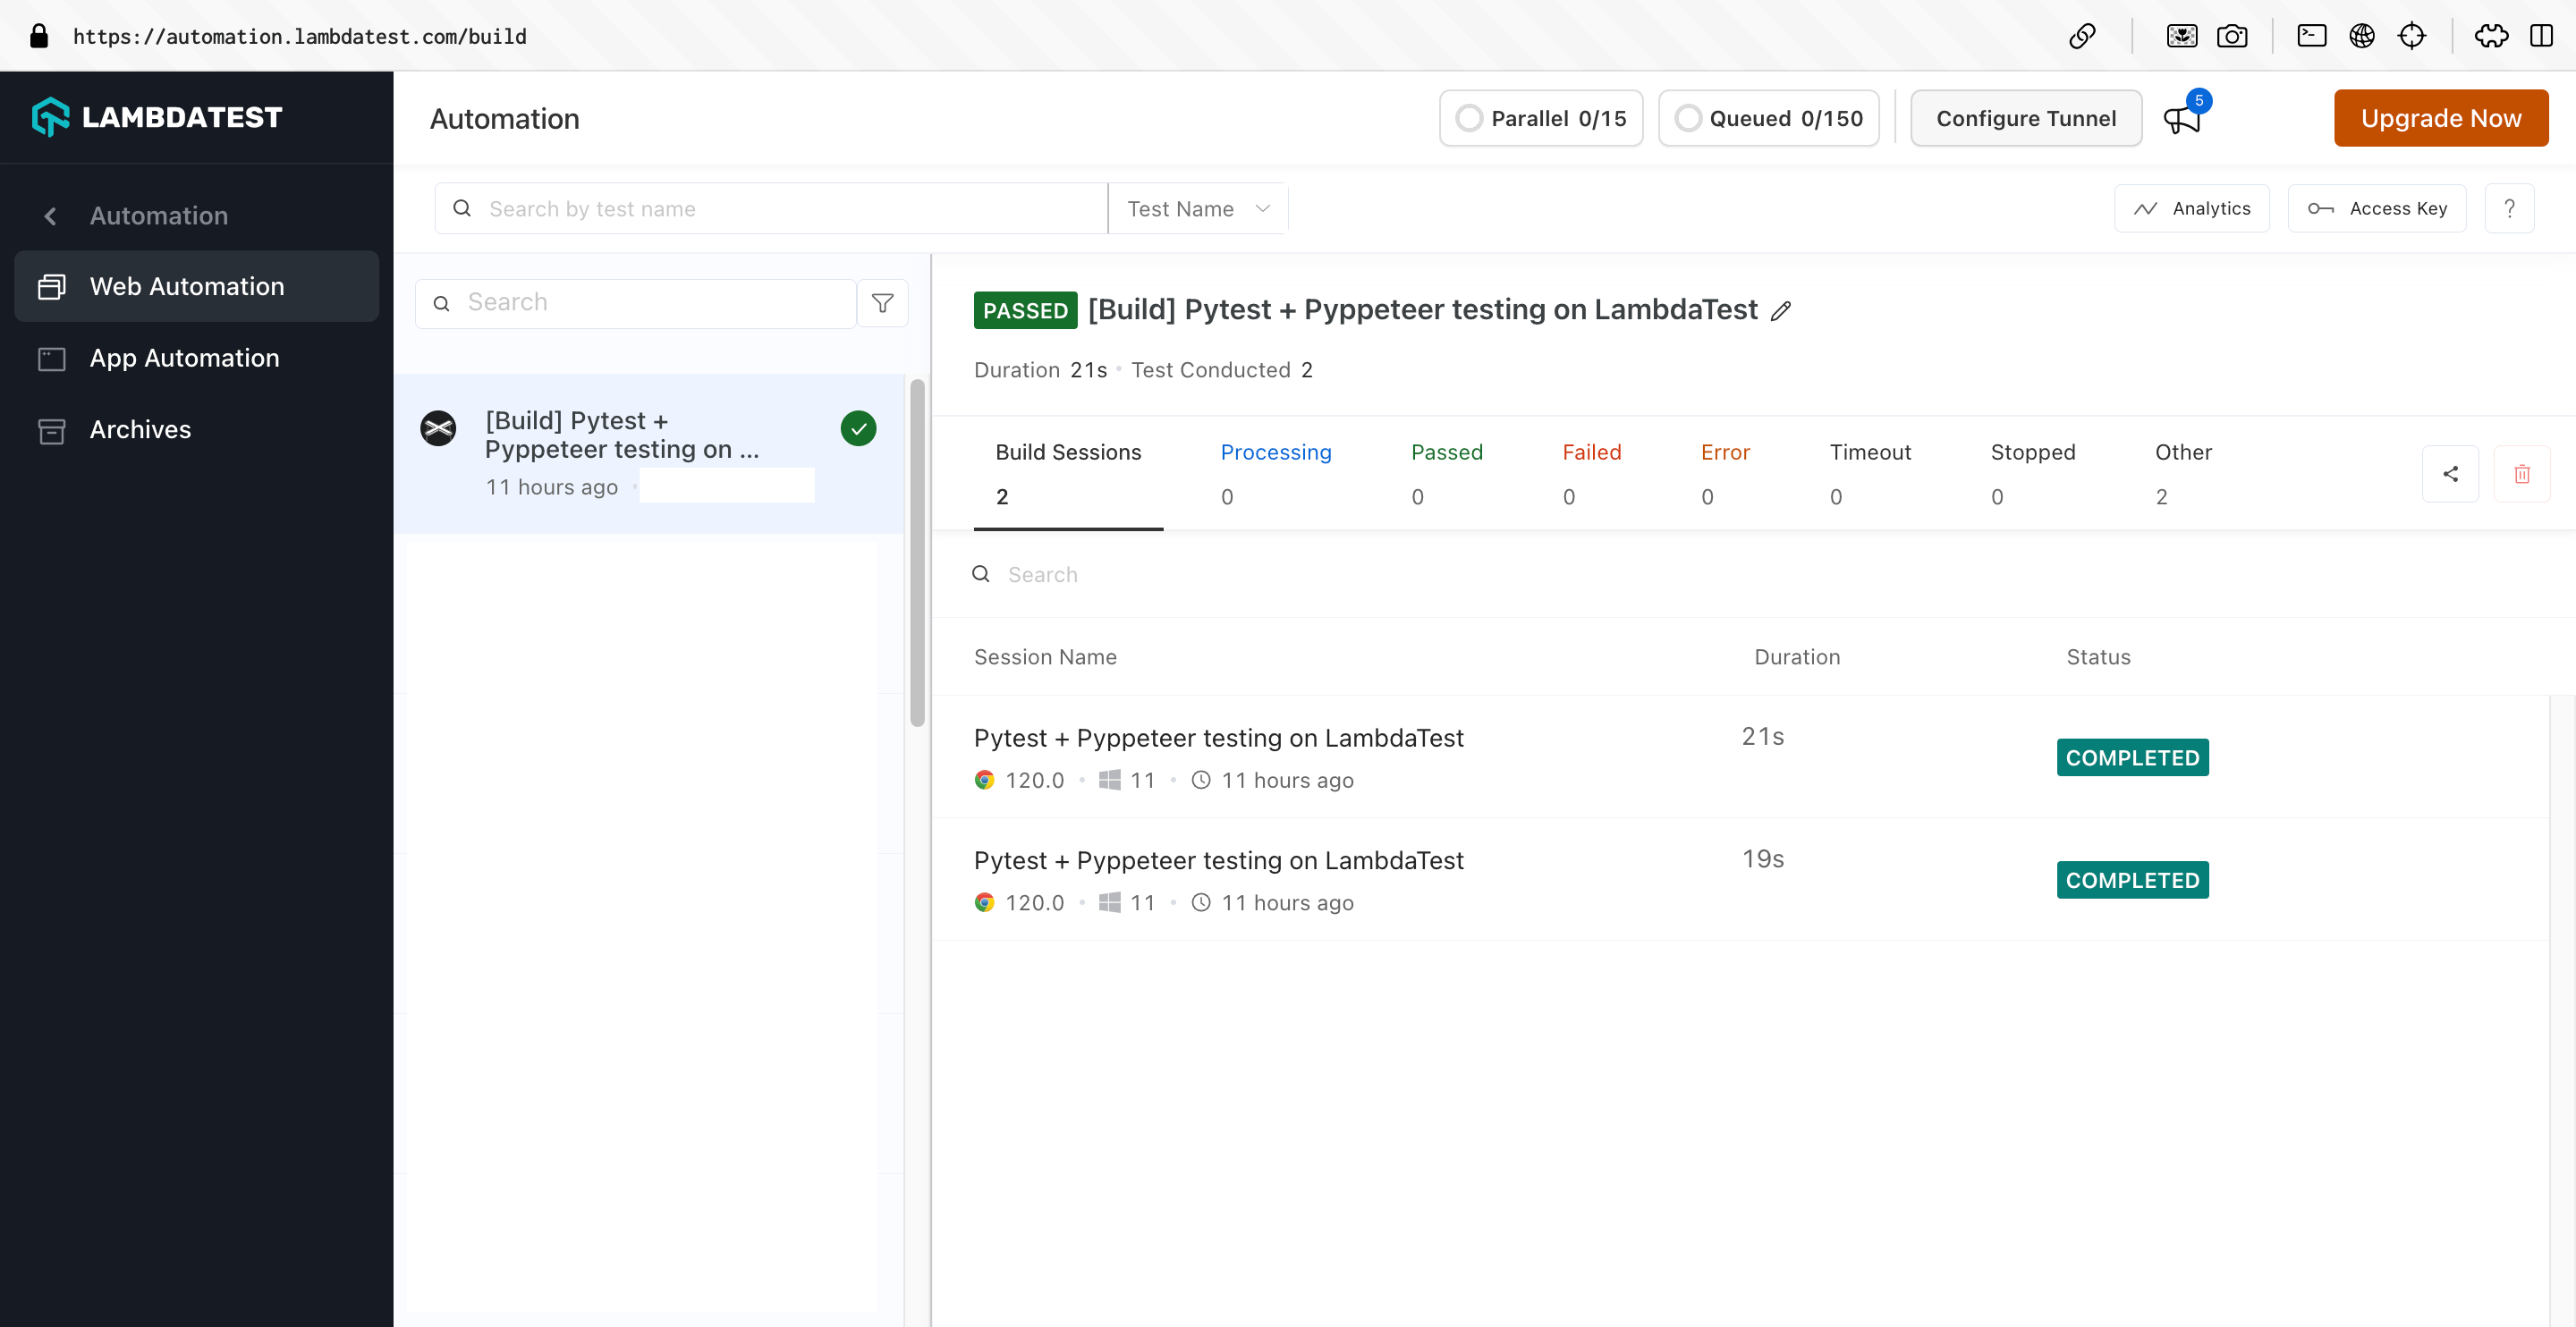 https://automation.lambdatest.com/build
LAMBDATEST
Automation
Web Automation
App Automation
Archives
Automation
Parallel 0/15
Queued 0/150
Configure Tunnel
5
Upgrade Now
Search by test name
Test Name
Analytics
Access Key
?
Search
[Build] Pytest +
Pyppeteer testing on ...
11 hours ago
PASSED [Build] Pytest + Pyppeteer testing on LambdaTest
Duration 21s • Test Conducted 2
Build Sessions Processing Passed Failed Error Timeout Stopped Other
2 0 0 0 0 0 0 2
Search
Session Name Duration Status
Pytest + Pyppeteer testing on LambdaTest 21s
COMPLETED
120.0 • 11 • 11 hours ago
Pytest + Pyppeteer testing on LambdaTest 19s
COMPLETED
120.0 • 11 • 11 hours ago